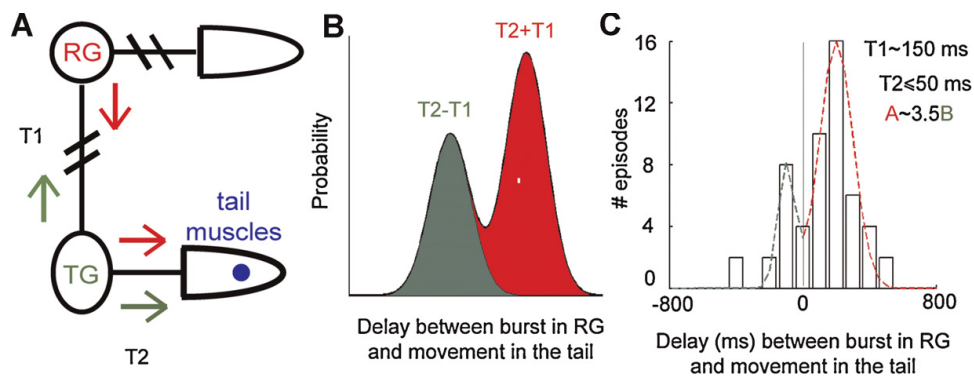 A
RG
T1
TG
tail
muscles
T2
B
T2+T1
T2-T1
Probability
Delay between burst in RG
and movement in the tail
C
16
12
8
4
0
# episodes
T1~150 ms
T2⩽50 ms
A~3.5B
-800
0
800
Delay (ms) between burst in RG
and movement in the tail